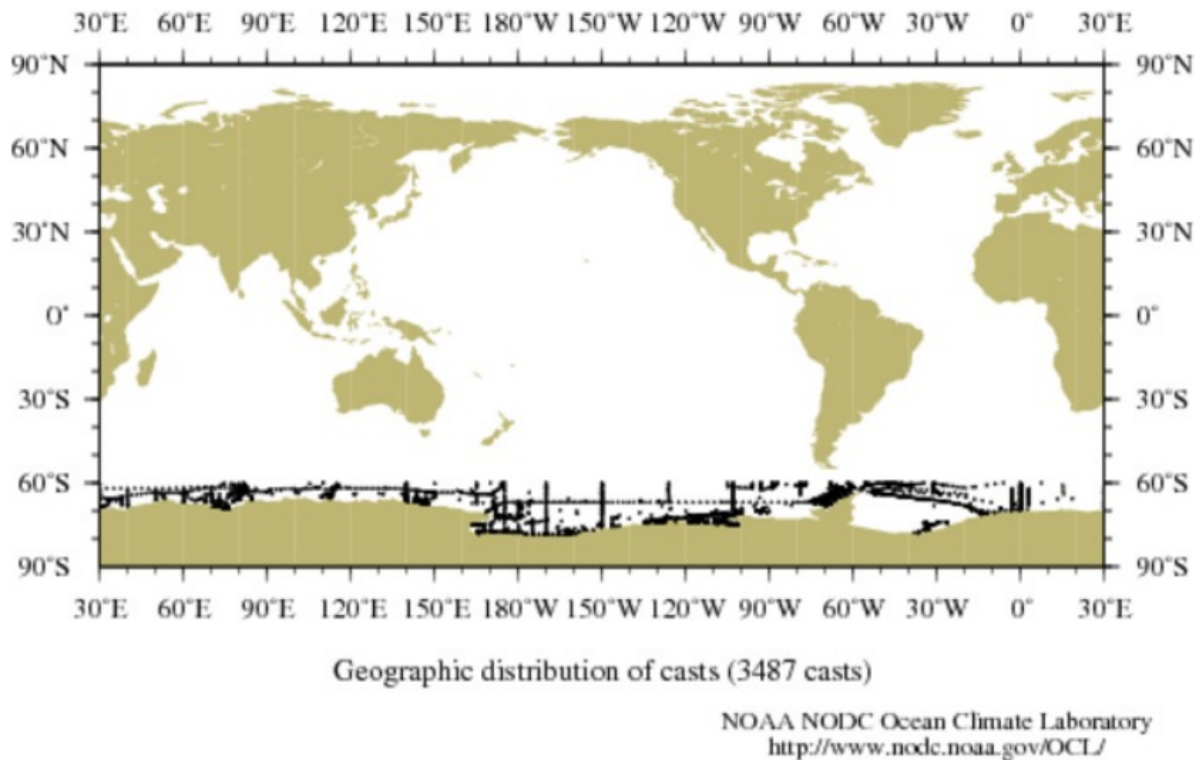 30°E 60°E 90°E 120°E 150°E 180°W 150°W 120°W 90°W 60°W 30°W 0° 30°E
90°N 90°N
60°N 60°N
30°N 30°N
0° 0°
30°S 30°S
60°S 60°S
90°S 90°S
30°E 60°E 90°E 120°E 150°E 180°W 150°W 120°W 90°W 60°W 30°W 0° 30°E
Geographic distribution of casts (3487 casts)
NOAA NODC Ocean Climate Laboratory
http://www.nodc.noaa.gov/OCL/